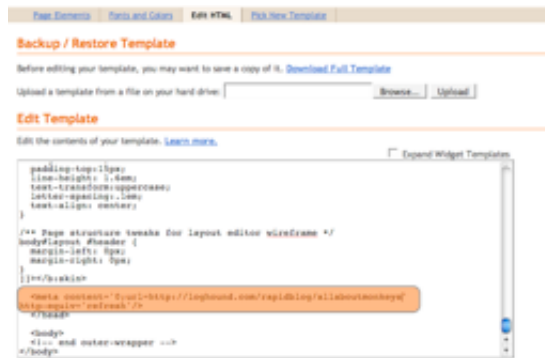 Page Elements Fonts and Colors Edit HTML Pick New Template
Backup / Restore Template
Before editing your template, you may want to save a copy of it. Download Full Template
Upload a template from a file on your hard drive: Browse... Upload
Edit Template
Edit the contents of your template. Learn more.
Expand Widget Templates
padding-top:15px;
line-height: 1.6em;
text-transform:uppercase;
letter-spacing:.1em;
text-align: center;
}
/** Page structure tweaks for layout editor wireframe */
body#layout #header {
margin-left: 0px;
margin-right: 0px;
}
]]></b:skin>
<meta content='0;url=http://loghound.com/rapidblog/allaboutmonkeys'
http-equiv='refresh'/>
</head>
<body>
<!-- end outer-wrapper -->
</body>